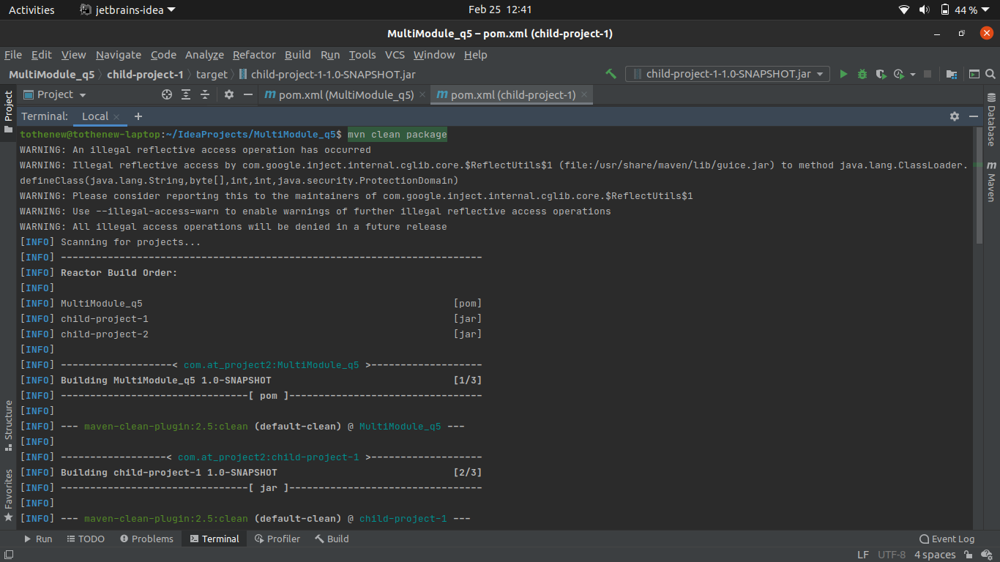 Activities jetbrains-idea Feb 25 12:41 44 %
MultiModule_q5 – pom.xml (child-project-1)
File Edit View Navigate Code Analyze Refactor Build Run Tools VCS Window Help
MultiModule_q5 child-project-1 target child-project-1-1.0-SNAPSHOT.jar child-project-1-1.0-SNAPSHOT.jar
Project Project pom.xml (MultiModule_q5) pom.xml (child-project-1)
Terminal: Local
tothenew@tothenew-laptop:~/IdeaProjects/MultiModule_q5$ mvn clean package
WARNING: An illegal reflective access operation has occurred
WARNING: Illegal reflective access by com.google.inject.internal.cglib.core.$ReflectUtils$1 (file:/usr/share/maven/lib/guice.jar) to method java.lang.ClassLoader.
defineClass(java.lang.String,byte[],int,int,java.security.ProtectionDomain)
WARNING: Please consider reporting this to the maintainers of com.google.inject.internal.cglib.core.$ReflectUtils$1
WARNING: Use --illegal-access=warn to enable warnings of further illegal reflective access operations
WARNING: All illegal access operations will be denied in a future release
[INFO] Scanning for projects...
[INFO] ------------------------------------------------------------------------
[INFO] Reactor Build Order:
[INFO]
[INFO] MultiModule_q5 [pom]
[INFO] child-project-1 [jar]
[INFO] child-project-2 [jar]
[INFO]
[INFO] -------------------< com.at_project2:MultiModule_q5 >-------------------
[INFO] Building MultiModule_q5 1.0-SNAPSHOT [1/3]
[INFO] --------------------------------[ pom ]---------------------------------
[INFO]
[INFO] --- maven-clean-plugin:2.5:clean (default-clean) @ MultiModule_q5 ---
[INFO]
[INFO] ------------------< com.at_project2:child-project-1 >-------------------
[INFO] Building child-project-1 1.0-SNAPSHOT [2/3]
[INFO] --------------------------------[ jar ]---------------------------------
[INFO]
[INFO] --- maven-clean-plugin:2.5:clean (default-clean) @ child-project-1 ---
Structure
Favorites
Database
m Maven
Run TODO Problems Terminal Profiler Build Event Log
LF UTF-8 4 spaces